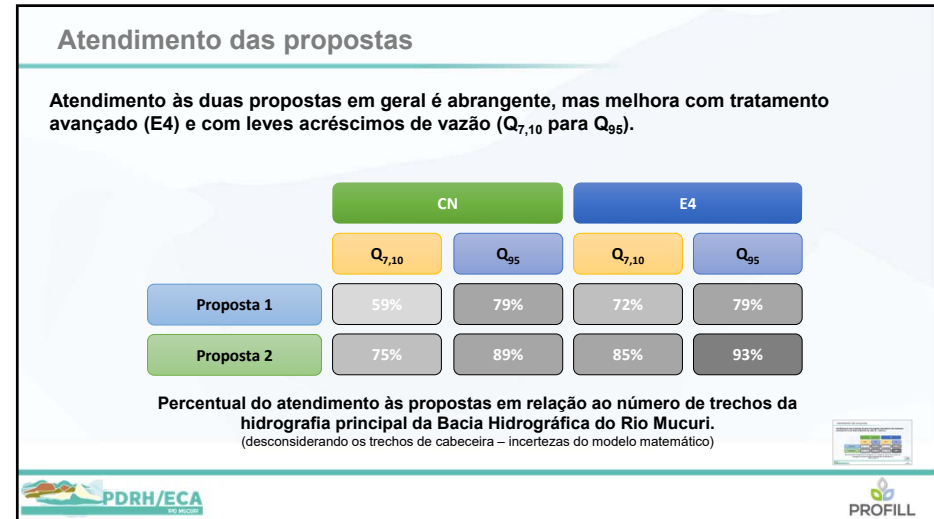 Atendimento das propostas
Atendimento às duas propostas em geral é abrangente, mas melhora com tratamento
avançado (E4) e com leves acréscimos de vazão (Q7,10 para Q95).
CN E4
Q7,10 Q95 Q7,10 Q95
Proposta 1 59% 79% 72% 79%
Proposta 2 75% 89% 85% 93%
Percentual do atendimento às propostas em relação ao número de trechos da
hidrografia principal da Bacia Hidrográfica do Rio Mucuri.
(desconsiderando os trechos de cabeceira – incertezas do modelo matemático)
PDRH/ECA
RIO MUCURI
PROFILL